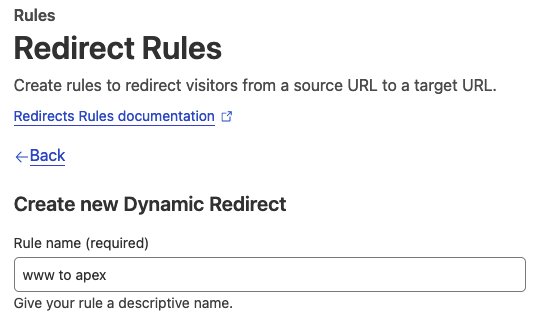 Rules
Redirect Rules
Create rules to redirect visitors from a source URL to a target URL.
Redirects Rules documentation
Back
Create new Dynamic Redirect
Rule name (required)
www to apex
Give your rule a descriptive name.